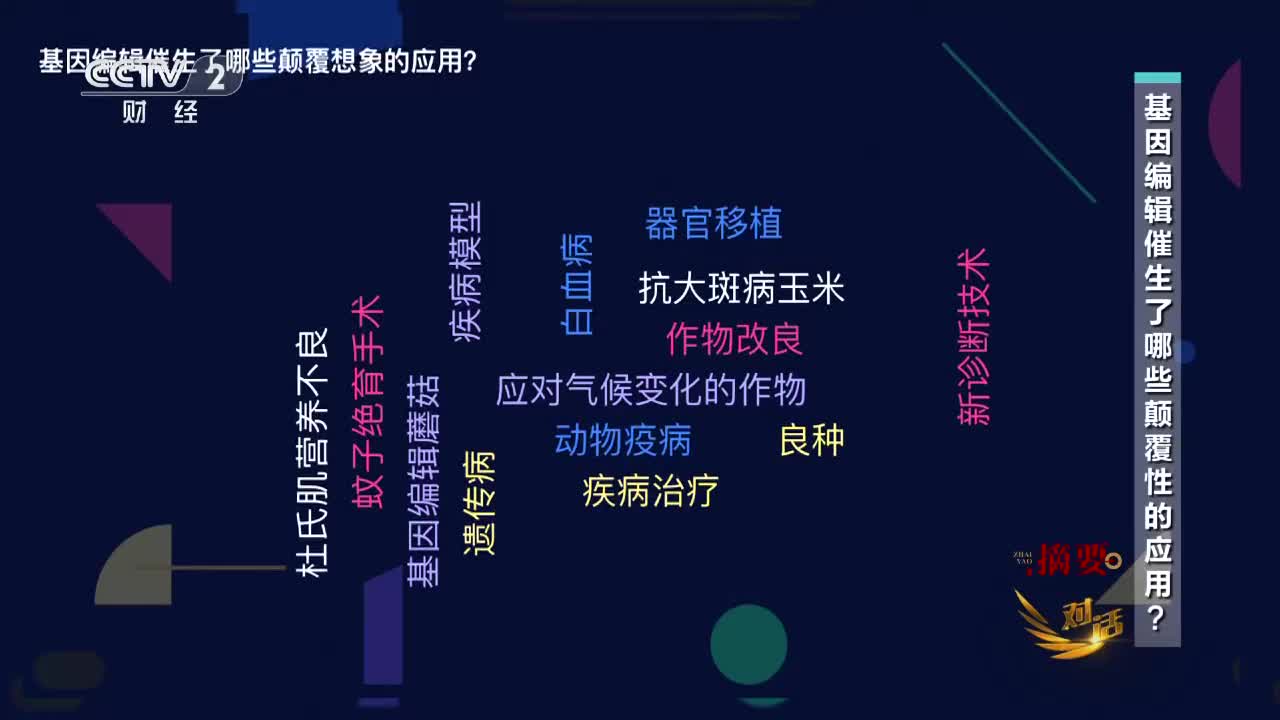 基因编辑催生了哪些颠覆想象的应用?
CCTV 2
财 经
器官移植
抗大斑病玉米
作物改良
应对气候变化的作物
动物疫病
良种
疾病治疗
杜氏肌营养不良
蚊子绝育手术
基因编辑蘑菇
疾病模型
遗传病
白血病
新诊断技术
基因编辑催生了哪些颠覆性的应用?
ZHAI
YAO
摘要
对话